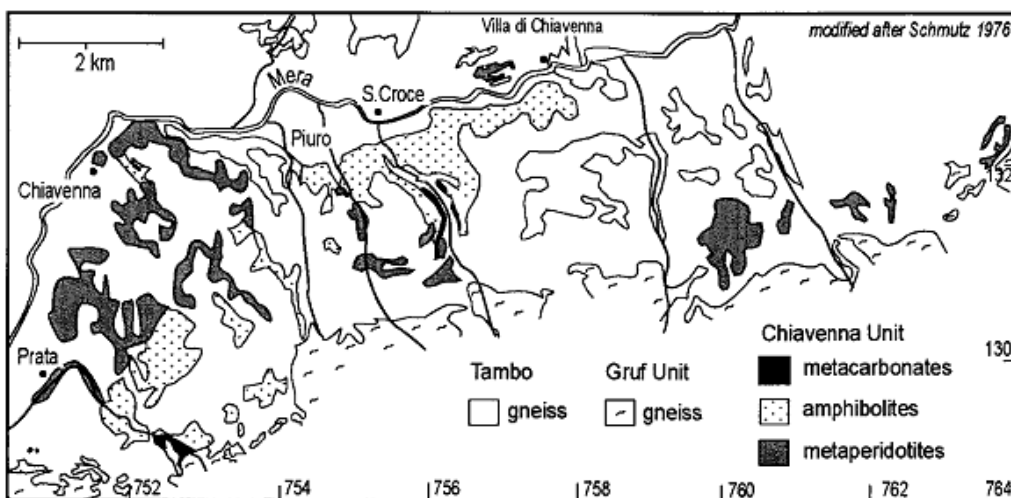 Villa di Chiavenna
modified after Schmutz 1976
2 km
Mera
S.Croce
Piuro
Chiavenna
132
Prata
130
Tambo
gneiss
Gruf Unit
gneiss
Chiavenna Unit
metacarbonates
amphibolites
metaperidotites
752
754
756
758
760
762
764